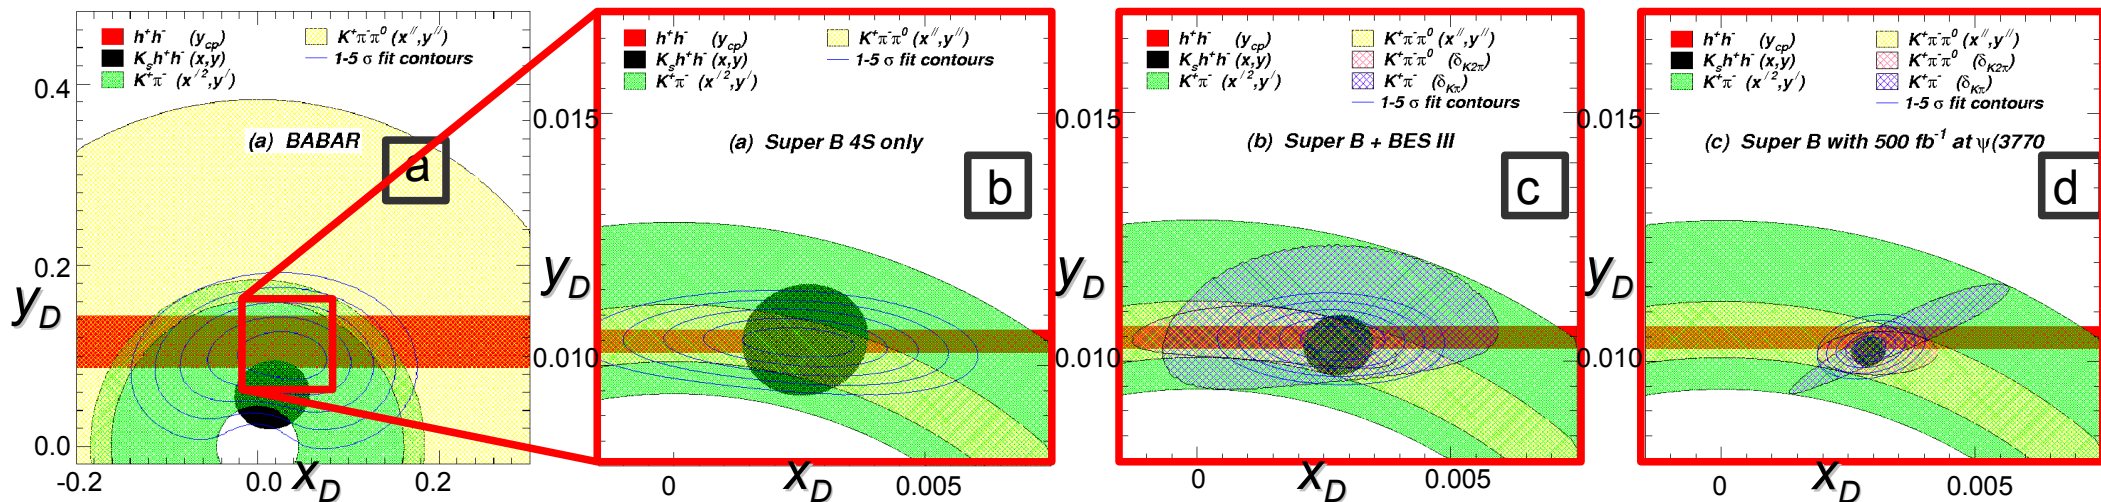 h⁺h⁻ (y_cp)
K_s h⁺h⁻ (x,y)
K⁺π⁻ (x′²,y′)
K⁺π⁻π⁰ (x″,y″)
1-5 σ fit contours
(a) BABAR
a
0.4
0.2
0.0
y_D
-0.2
0.0
0.2
x_D
h⁺h⁻ (y_cp)
K_s h⁺h⁻ (x,y)
K⁺π⁻ (x′²,y′)
K⁺π⁻π⁰ (x″,y″)
1-5 σ fit contours
(a) Super B 4S only
b
0.015
0.010
y_D
0
0.005
x_D
h⁺h⁻ (y_cp)
K_s h⁺h⁻ (x,y)
K⁺π⁻ (x′²,y′)
K⁺π⁻π⁰ (x″,y″)
K⁺π⁻π⁰ (δ_K2π)
K⁺π⁻ (δ_Kπ)
1-5 σ fit contours
(b) Super B + BES III
c
0.015
0.010
y_D
0
0.005
x_D
h⁺h⁻ (y_cp)
K_s h⁺h⁻ (x,y)
K⁺π⁻ (x′²,y′)
K⁺π⁻π⁰ (x″,y″)
K⁺π⁻π⁰ (δ_K2π)
K⁺π⁻ (δ_Kπ)
1-5 σ fit contours
(c) Super B with 500 fb⁻¹ at ψ(3770
d
0.015
0.010
y_D
0
0.005
x_D